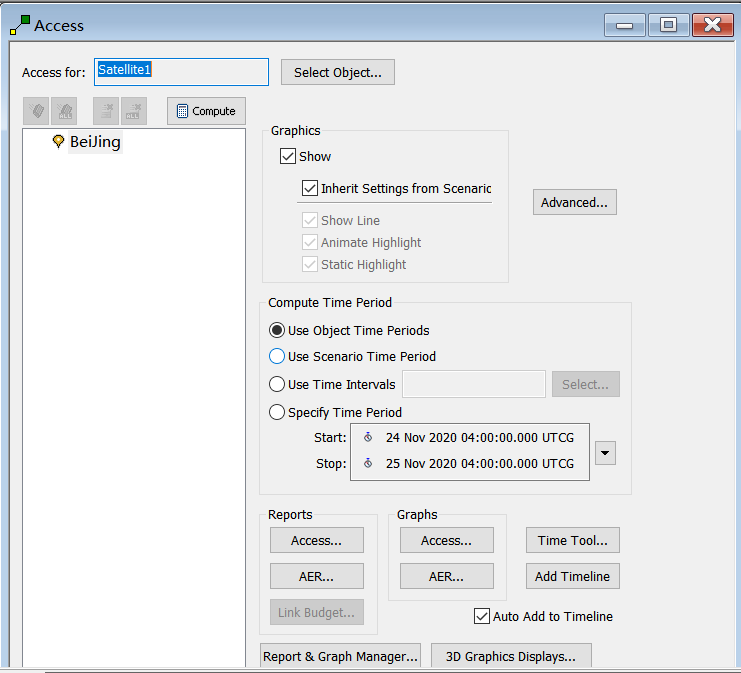 Access
Access for: Satellite1 Select Object...
ALL ALL Compute
BeiJing
Graphics
Show
Inherit Settings from Scenaric
Advanced...
Show Line
Animate Highlight
Static Highlight
Compute Time Period
Use Object Time Periods
Use Scenario Time Period
Use Time Intervals Select...
Specify Time Period
Start: 24 Nov 2020 04:00:00.000 UTCG
Stop: 25 Nov 2020 04:00:00.000 UTCG
Reports Graphs
Access... Access... Time Tool...
AER... AER... Add Timeline
Link Budget...
Auto Add to Timeline
Report & Graph Manager... 3D Graphics Displays...